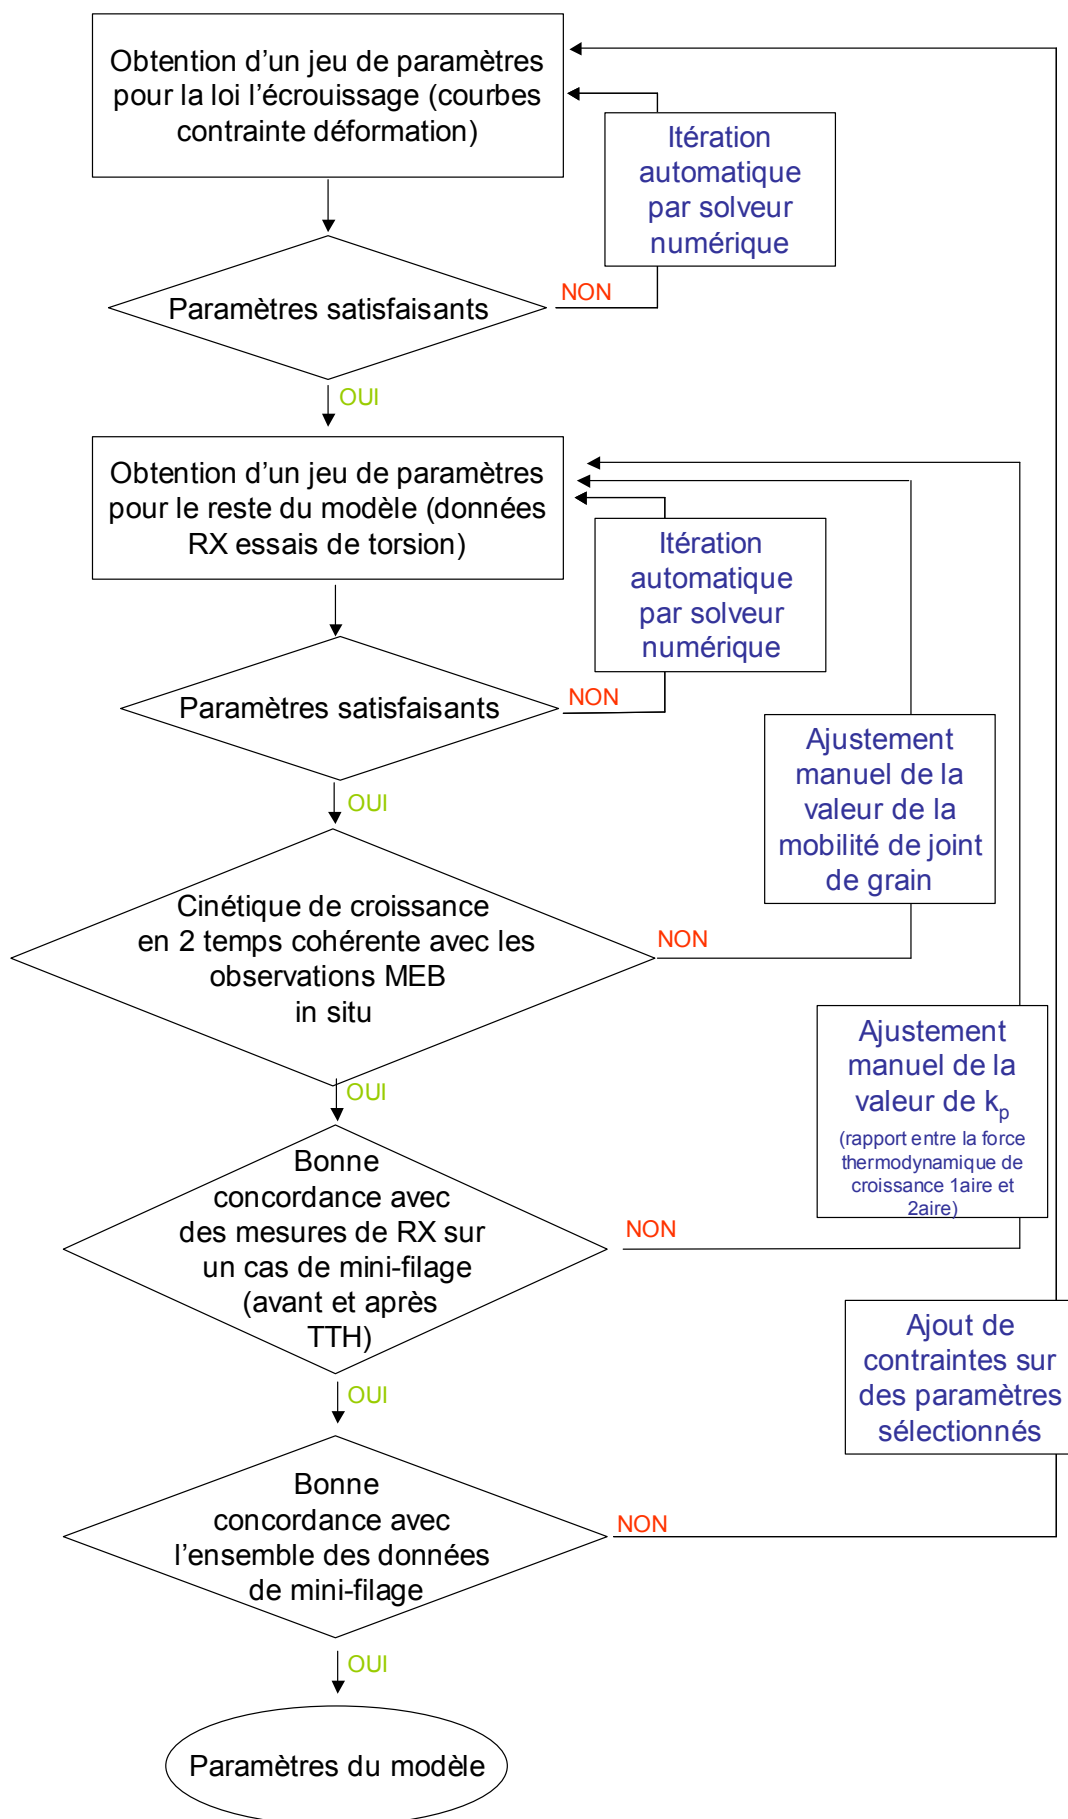 Obtention d'un jeu de paramètres
pour la loi l'écrouissage (courbes
contrainte déformation)
Itération
automatique
par solveur
numérique
Paramètres satisfaisants
NON
OUI
Obtention d'un jeu de paramètres
pour le reste du modèle (données
RX essais de torsion)
Itération
automatique
par solveur
numérique
Paramètres satisfaisants
NON
OUI
Ajustement
manuel de la
valeur de la
mobilité de joint
de grain
Cinétique de croissance
en 2 temps cohérente avec les
observations MEB
in situ
NON
OUI
Ajustement
manuel de la
valeur de kp
(rapport entre la force
thermodynamique de
croissance 1aire et
2aire)
Bonne
concordance avec
des mesures de RX sur
un cas de mini-filage
(avant et après
TTH)
NON
OUI
Ajout de
contraintes sur
des paramètres
sélectionnés
Bonne
concordance avec
l'ensemble des données
de mini-filage
NON
OUI
Paramètres du modèle